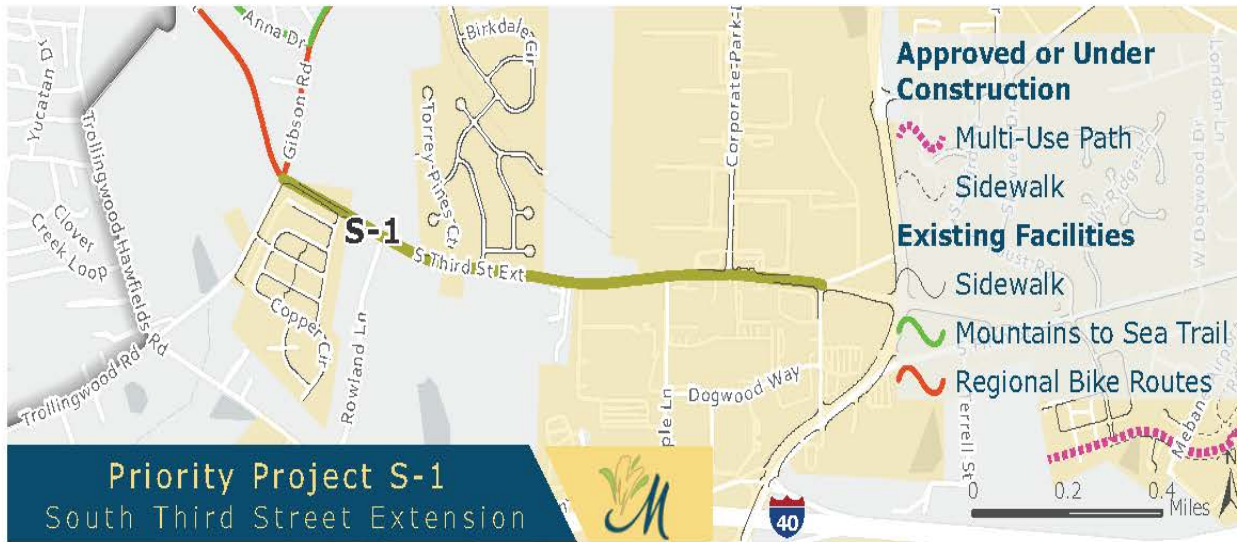 Anna Dr
Birkdale Cir
Yucatan Dr
Gibson Rd
Torrey-Pines Ct
Corporate-Park-D
London-Ln
Trollingwood-Hawfields Rd
Clover
Creek Loop
S-1
S Third St Ext
Copper Cir
Rowland Ln
Trollingwood Rd
Dogwood Way
ple Ln
Terrell St
Dogwood Dr
Mebane
Approved or Under
Construction
Multi-Use Path
Sidewalk
Existing Facilities
Sidewalk
Mountains to Sea Trail
Regional Bike Routes
N
0 0.2 0.4
Miles
40
Priority Project S-1
South Third Street Extension
M